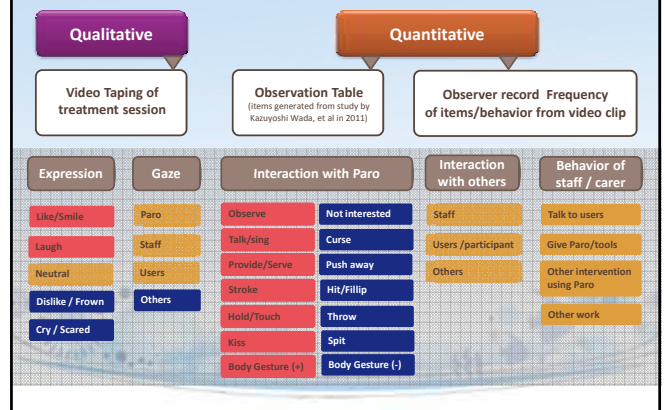 Qualitative
Quantitative
Video Taping of
treatment session
Observation Table
(items generated from study by
Kazuyoshi Wada, et al in 2011)
Observer record Frequency
of items/behavior from video clip
Expression
Gaze
Interaction with Paro
Interaction
with others
Behavior of
staff / carer
Like/Smile
Laugh
Neutral
Dislike / Frown
Cry / Scared
Paro
Staff
Users
Others
Observe
Talk/sing
Provide/Serve
Stroke
Hold/Touch
Kiss
Body Gesture (+)
Not interested
Curse
Push away
Hit/Fillip
Throw
Spit
Body Gesture (-)
Staff
Users /participant
Others
Talk to users
Give Paro/tools
Other intervention
using Paro
Other work